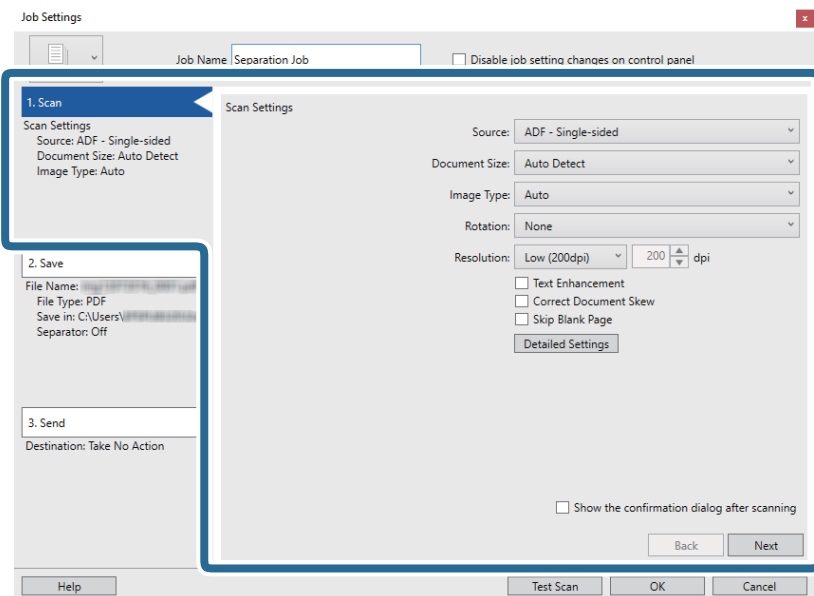 Job Settings
x
Job Name Separation Job
Disable job setting changes on control panel
1. Scan
Scan Settings
Source: ADF - Single-sided
Document Size: Auto Detect
Image Type: Auto
2. Save
File Name:
File Type: PDF
Save in: C:\Users\
Separator: Off
3. Send
Destination: Take No Action
Scan Settings
Source: ADF - Single-sided
Document Size: Auto Detect
Image Type: Auto
Rotation: None
Resolution: Low (200dpi) 200 dpi
Text Enhancement
Correct Document Skew
Skip Blank Page
Detailed Settings
Show the confirmation dialog after scanning
Back Next
Help Test Scan OK Cancel